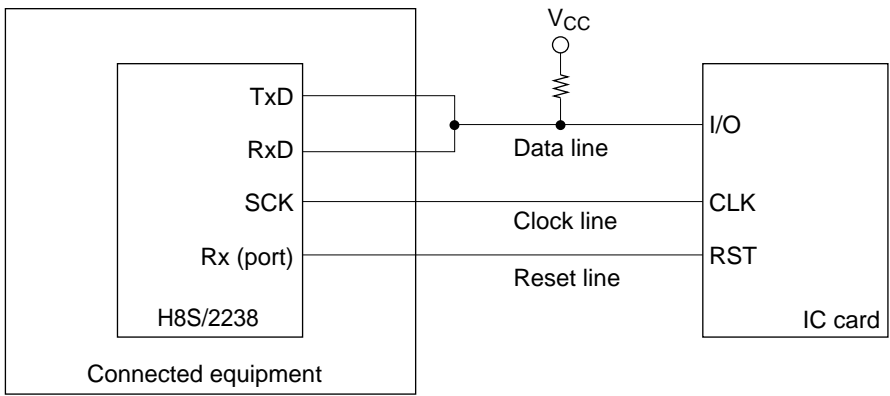 VCC
TxD
I/O
RxD
Data line
SCK
CLK
Clock line
Rx (port)
RST
Reset line
H8S/2238
IC card
Connected equipment